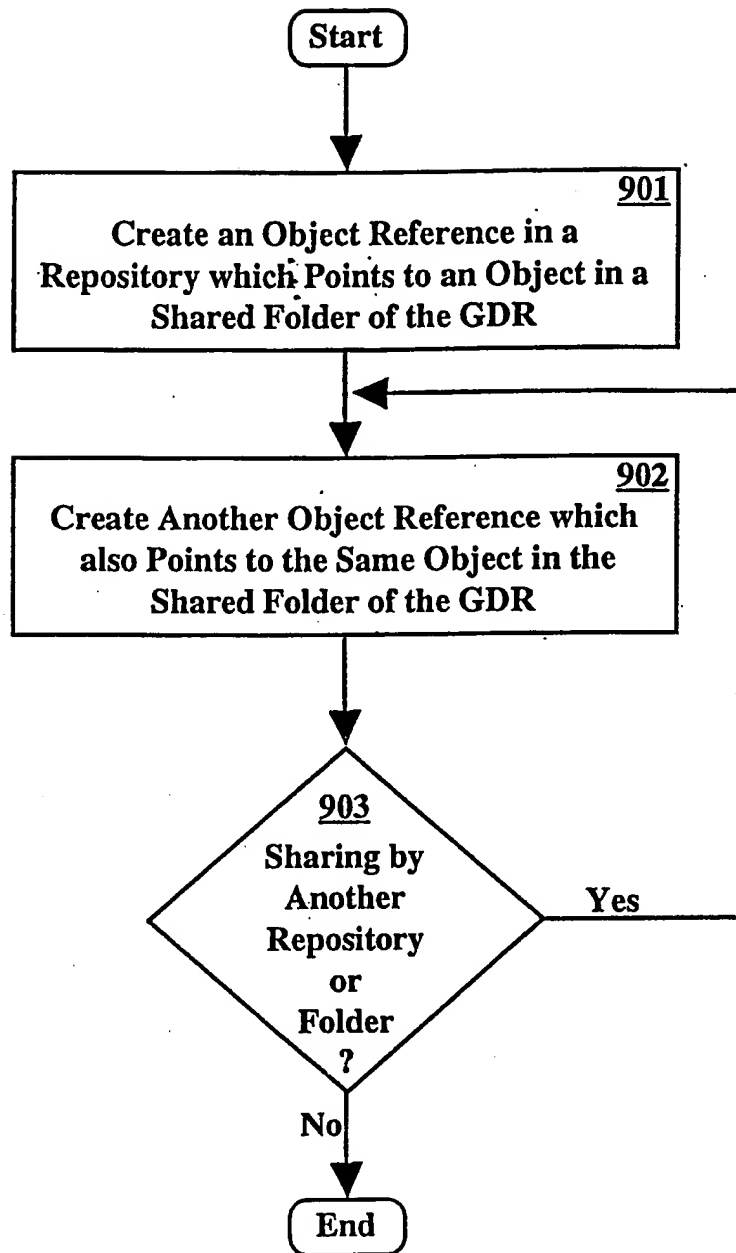 Start
901
Create an Object Reference in a
Repository which Points to an Object in a
Shared Folder of the GDR
902
Create Another Object Reference which
also Points to the Same Object in the
Shared Folder of the GDR
903
Sharing by
Another
Repository
or
Folder
?
Yes
No
End